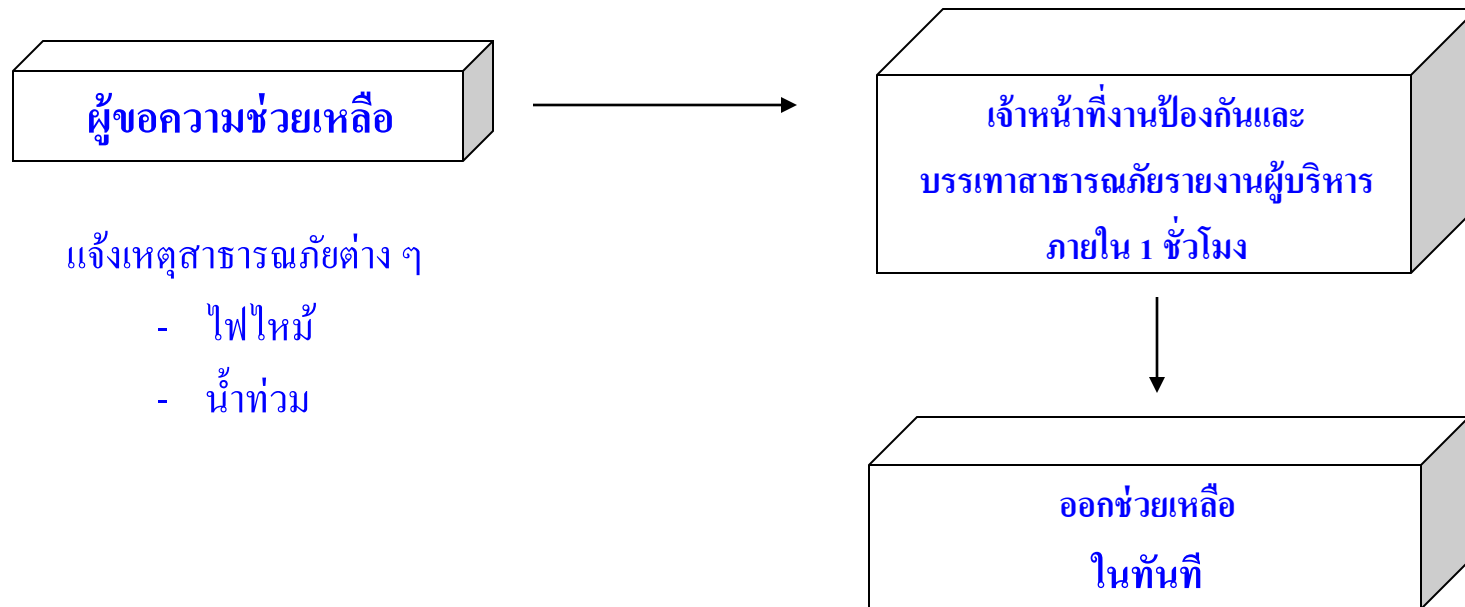 ผู้ขอความช่วยเหลือ
แจ้งเหตุสาธารณภัยต่าง ๆ
- ไฟไหม้
- น้ำท่วม
เจ้าหน้าที่งานป้องกันและ
บรรเทาสาธารณภัยรายงานผู้บริหาร
ภายใน 1 ชั่วโมง
ออกช่วยเหลือ
ในทันที